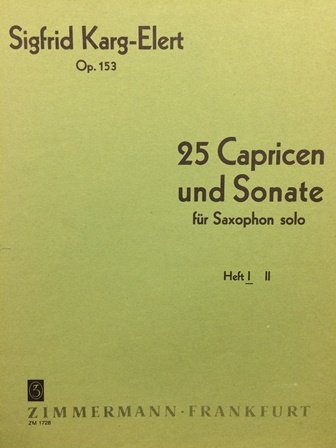 Sigfrid Karg-Elert
Op. 153
25 Capricen
und Sonate
für Saxophon solo
Heft I II
ZIMMERMANN-FRANKFURT
ZM 1728